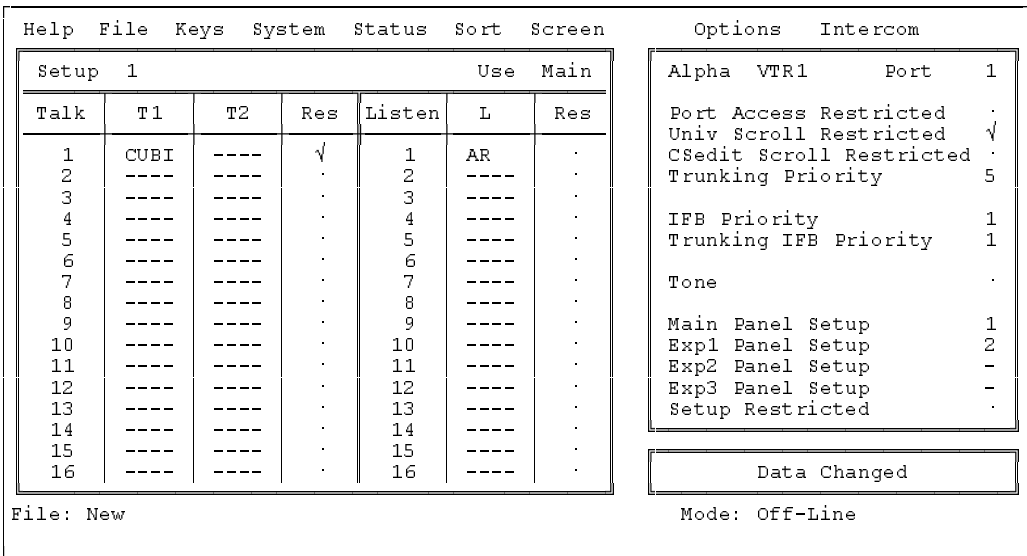 Help File Keys System Status Sort Screen Options Intercom
Setup 1 Use Main
Talk T1 T2 Res Listen L Res
1 CUBI ---- √ 1 AR ·
2 ---- ---- · 2 ---- ·
3 ---- ---- · 3 ---- ·
4 ---- ---- · 4 ---- ·
5 ---- ---- · 5 ---- ·
6 ---- ---- · 6 ---- ·
7 ---- ---- · 7 ---- ·
8 ---- ---- · 8 ---- ·
9 ---- ---- · 9 ---- ·
10 ---- ---- · 10 ---- ·
11 ---- ---- · 11 ---- ·
12 ---- ---- · 12 ---- ·
13 ---- ---- · 13 ---- ·
14 ---- ---- · 14 ---- ·
15 ---- ---- · 15 ---- ·
16 ---- ---- · 16 ---- ·
Alpha VTR1 Port 1
Port Access Restricted ·
Univ Scroll Restricted √
CSedit Scroll Restricted ·
Trunking Priority 5
IFB Priority 1
Trunking IFB Priority 1
Tone ·
Main Panel Setup 1
Exp1 Panel Setup 2
Exp2 Panel Setup -
Exp3 Panel Setup -
Setup Restricted ·
Data Changed
File: New Mode: Off-Line